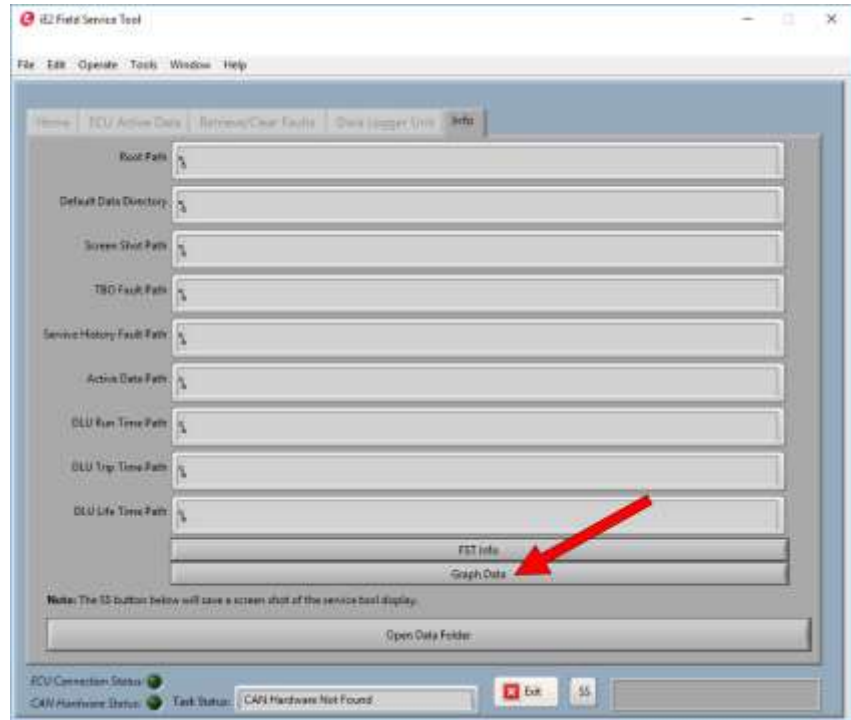 iE2 Field Service Tool
File Edit Operate Tools Window Help
Home ECU Active Data Retrieve/Clear Faults Data Logger Unit Info
Root Path
Default Data Directory
Screen Shot Path
TBO Fault Path
Service History Fault Path
Active Data Path
DLU Run Time Path
DLU Trip Time Path
DLU Life Time Path
FST Info
Graph Data
Note: The SS button below will save a screen shot of the service tool display.
Open Data Folder
ECU Connection Status:
CAN Hardware Status: Task Status: CAN Hardware Not Found Exit SS